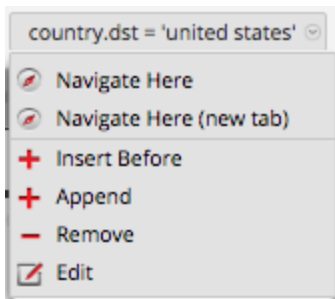 country.dst = 'united states'
Navigate Here
Navigate Here (new tab)
Insert Before
Append
Remove
Edit